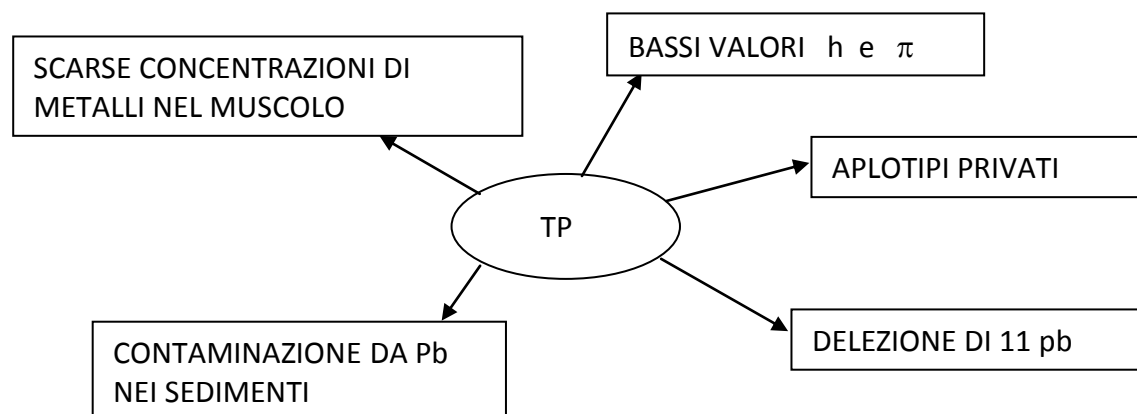 BASSI VALORI h e π
SCARSE CONCENTRAZIONI DI
METALLI NEL MUSCOLO
APLOTIPI PRIVATI
TP
DELEZIONE DI 11 pb
CONTAMINAZIONE DA Pb
NEI SEDIMENTI